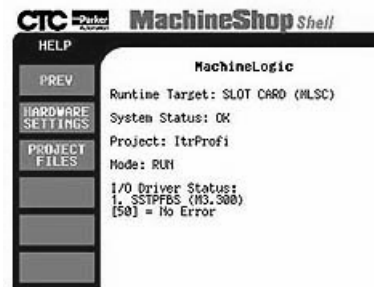 CTC Parker Automation MachineShop Shell
HELP
PREV
HARDWARE
SETTINGS
PROJECT
FILES
MachineLogic
Runtime Target: SLOT CARD (MLSC)
System Status: OK
Project: ItrProfi
Mode: RUN
I/O Driver Status:
1. SSTPFBS (M3.300)
[50] = No Error